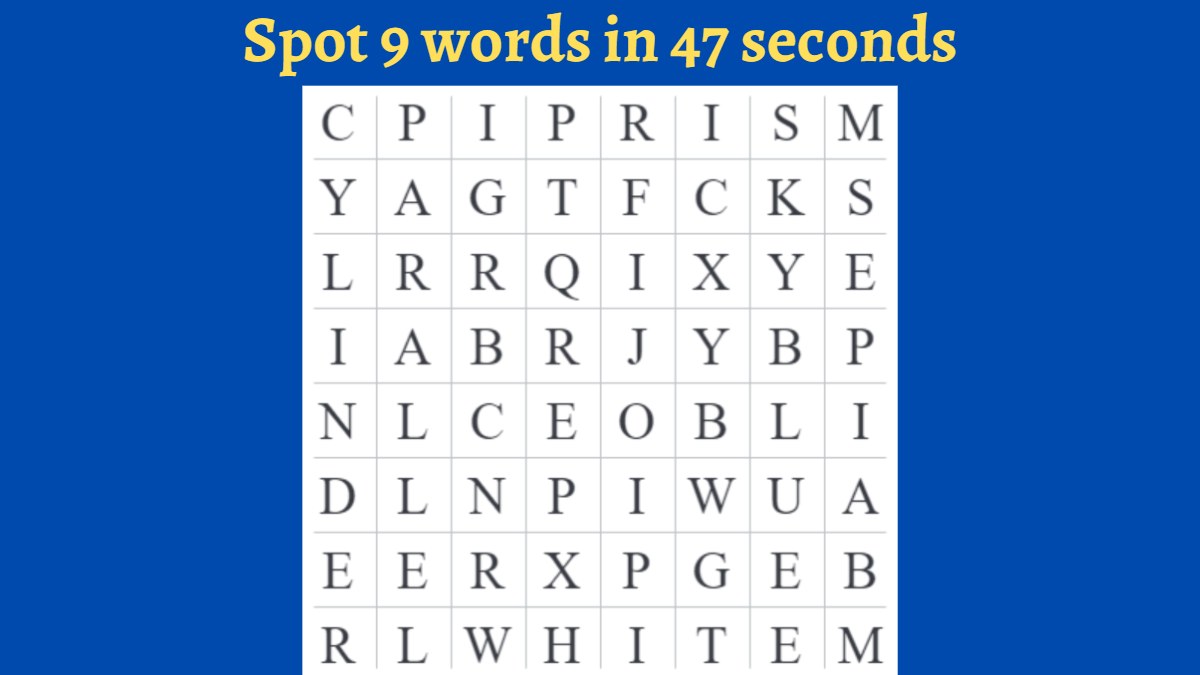 Spot 9 words in 47 seconds
C P I P R I S M
Y A G T F C K S
L R R Q I X Y E
I A B R J Y B P
N L C E O B L I
D L N P I W U A
E E R X P G E B
R L W H I T E M